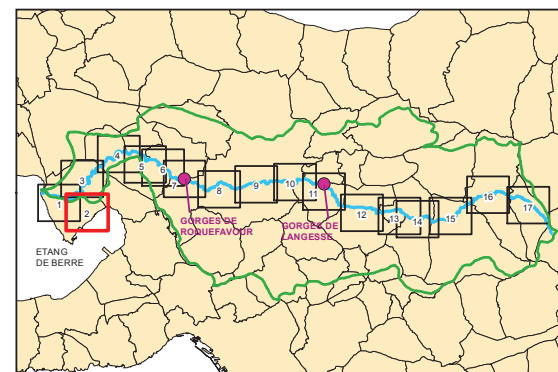 1
2
3
4
5
6
7
8
9
10
11
12
13
14
15
16
17
GORGES DE
ROQUEFAVOUR
GORGES DE
LANGESSE
ETANG
DE BERRE